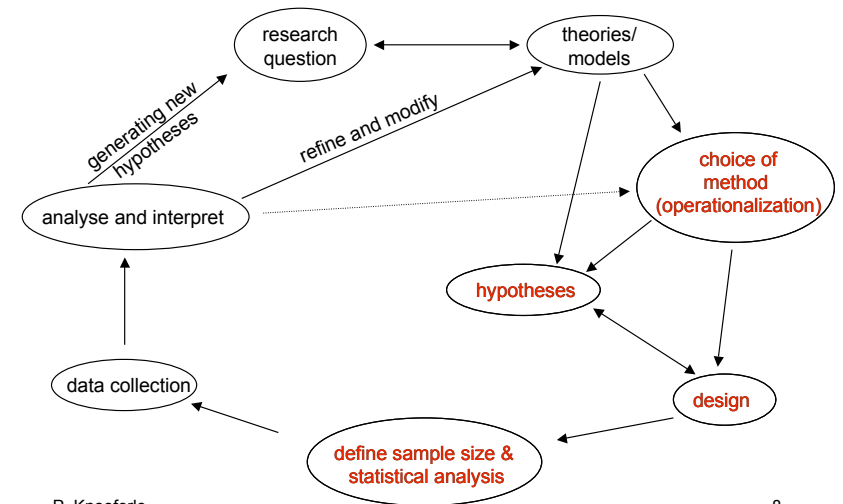 research
question
theories/
models
generating new
hypotheses
refine and modify
choice of
method
(operationalization)
analyse and interpret
hypotheses
data collection
design
define sample size &
statistical analysis